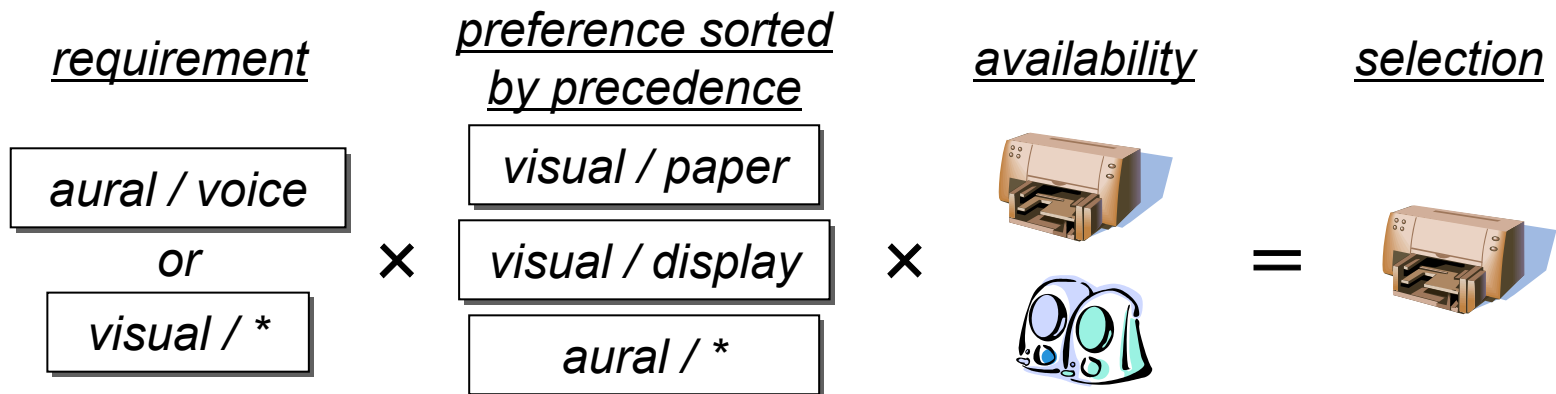 requirement
aural / voice
or
visual / *
×
preference sorted
by precedence
visual / paper
visual / display
aural / *
×
availability
=
selection